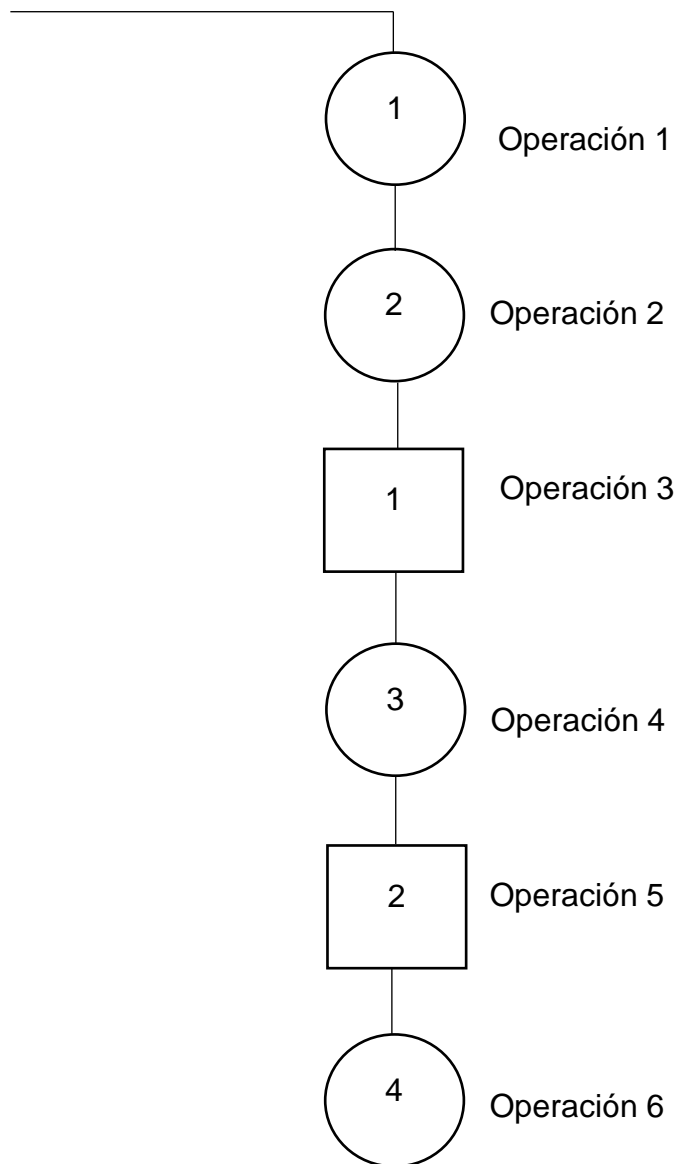 1
Operación 1
2
Operación 2
1
Operación 3
3
Operación 4
2
Operación 5
4
Operación 6